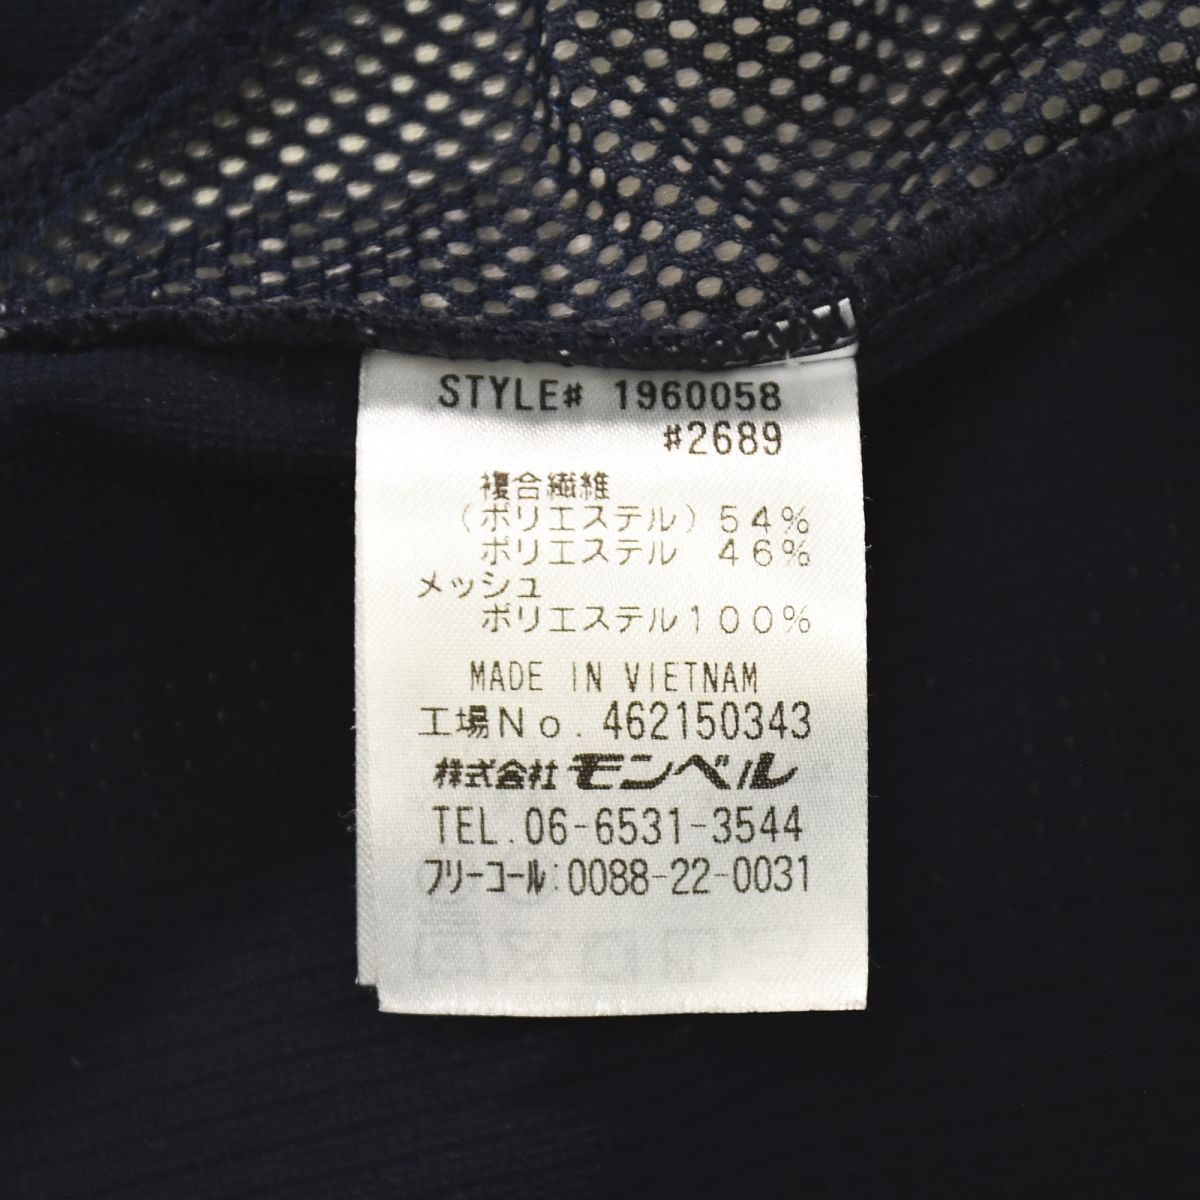 STYLE# 1960058
#2689
複合繊維
(ポリエステル)54%
ポリエステル 46%
メッシュ
ポリエステル100%
MADE IN VIETNAM
工場No. 462150343
株式会社 モンベル
TEL.06-6531-3544
フリーコール:0088-22-0031